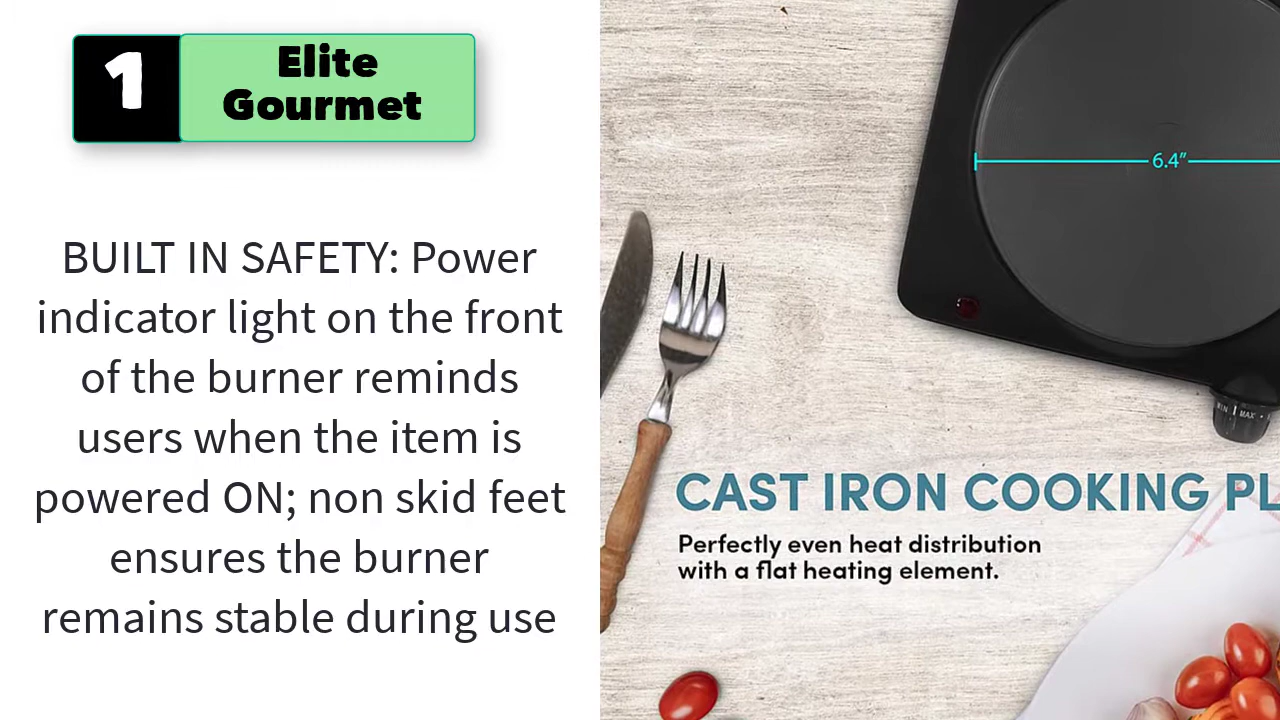 1
Elite
Gourmet
BUILT IN SAFETY: Power
indicator light on the front
of the burner reminds
users when the item is
powered ON; non skid feet
ensures the burner
remains stable during use
6.4”
MIN MAX
CAST IRON COOKING PL
Perfectly even heat distribution
with a flat heating element.